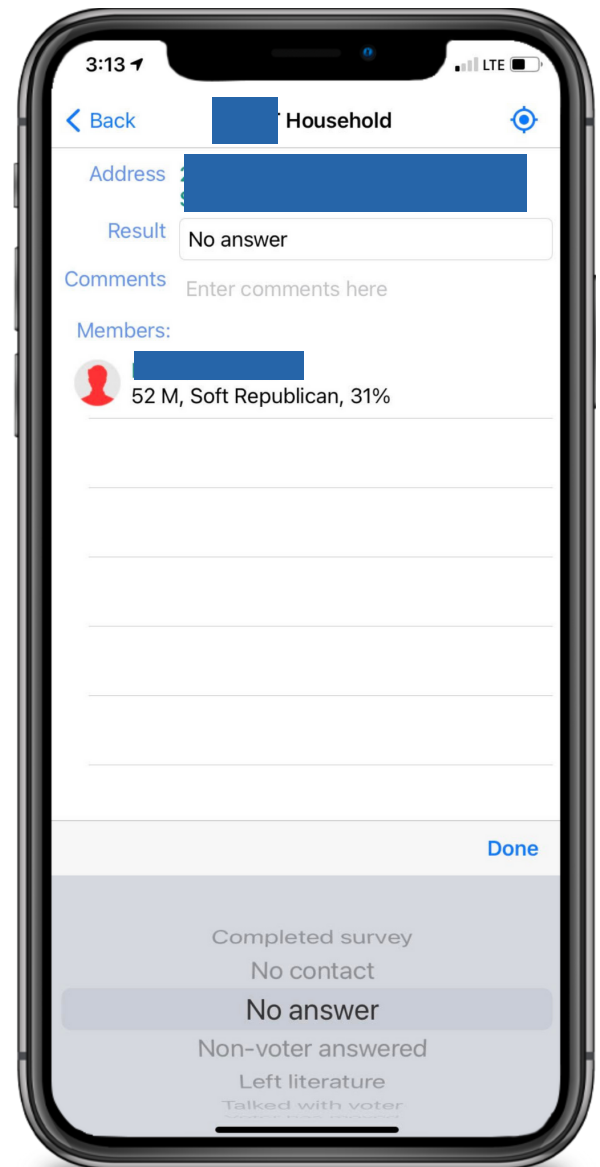 3:13
LTE
Back
Household
Address
Result
No answer
Comments
Enter comments here
Members:
52 M, Soft Republican, 31%
Done
Completed survey
No contact
No answer
Non-voter answered
Left literature
Talked with voter